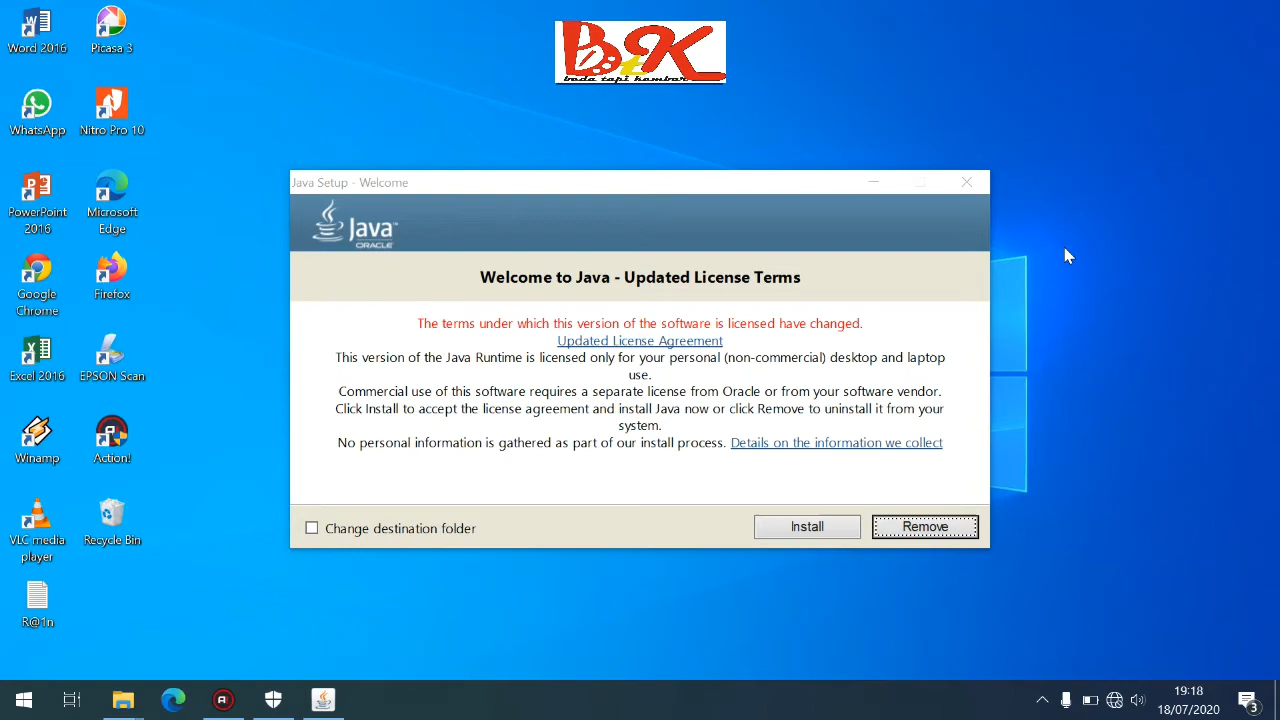 Word 2016
Picasa 3
BtK
bada tapi kambar
WhatsApp
Nitro Pro 10
PowerPoint
2016
Microsoft
Edge
Google
Chrome
Firefox
Excel 2016
EPSON Scan
Winamp
Action!
VLC media
player
Recycle Bin
R@1n
Java Setup - Welcome
Java™
ORACLE
Welcome to Java - Updated License Terms
The terms under which this version of the software is licensed have changed.
Updated License Agreement
This version of the Java Runtime is licensed only for your personal (non-commercial) desktop and laptop
use.
Commercial use of this software requires a separate license from Oracle or from your software vendor.
Click Install to accept the license agreement and install Java now or click Remove to uninstall it from your
system.
No personal information is gathered as part of our install process. Details on the information we collect
Change destination folder
Install
Remove
19:18
18/07/2020
3